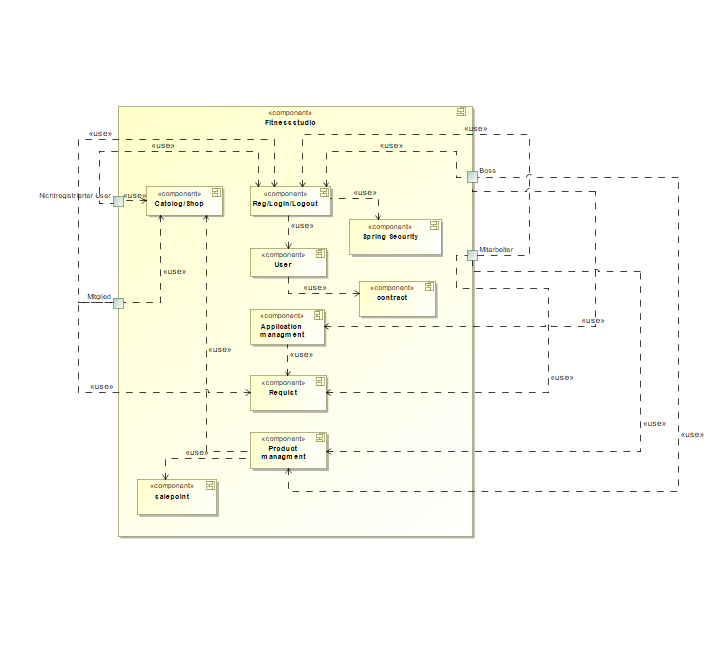 «component»
Fitnessstudio
«use»
«use»
«use»
«use»
Boss
Nichtregistrierter User
«use»
«component»
Catolog/Shop
«component»
Reg/Login/Logout
«use»
«use»
«component»
Spring Security
Mitarbeiter
«component»
User
«use»
«use»
«component»
contract
Mitglied
«component»
Application
managment
«use»
«use»
«use»
«component»
Requist
«use»
«use»
«use»
«use»
«component»
Product
managment
«use»
«component»
salepoint